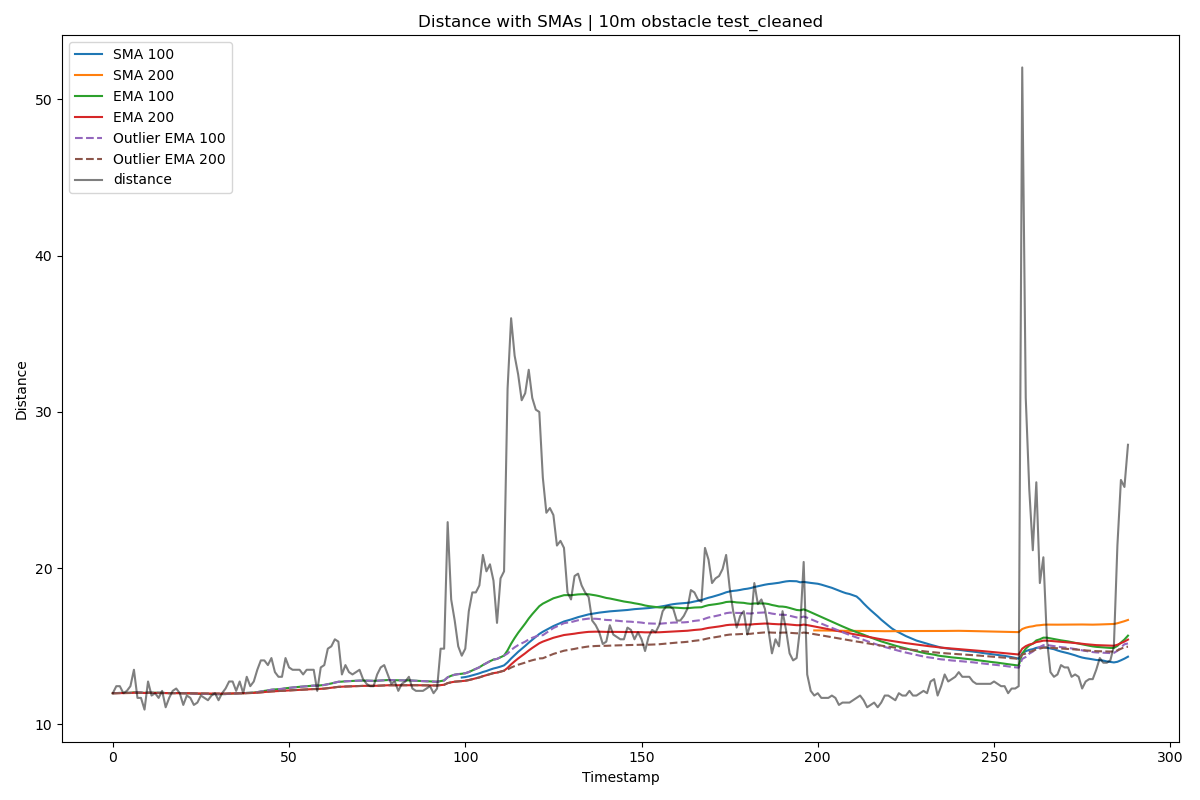 Distance with SMAs | 10m obstacle test_cleaned
SMA 100
SMA 200
EMA 100
EMA 200
Outlier EMA 100
Outlier EMA 200
distance
50
40
30
20
10
Distance
0
50
100
150
200
250
300
Timestamp